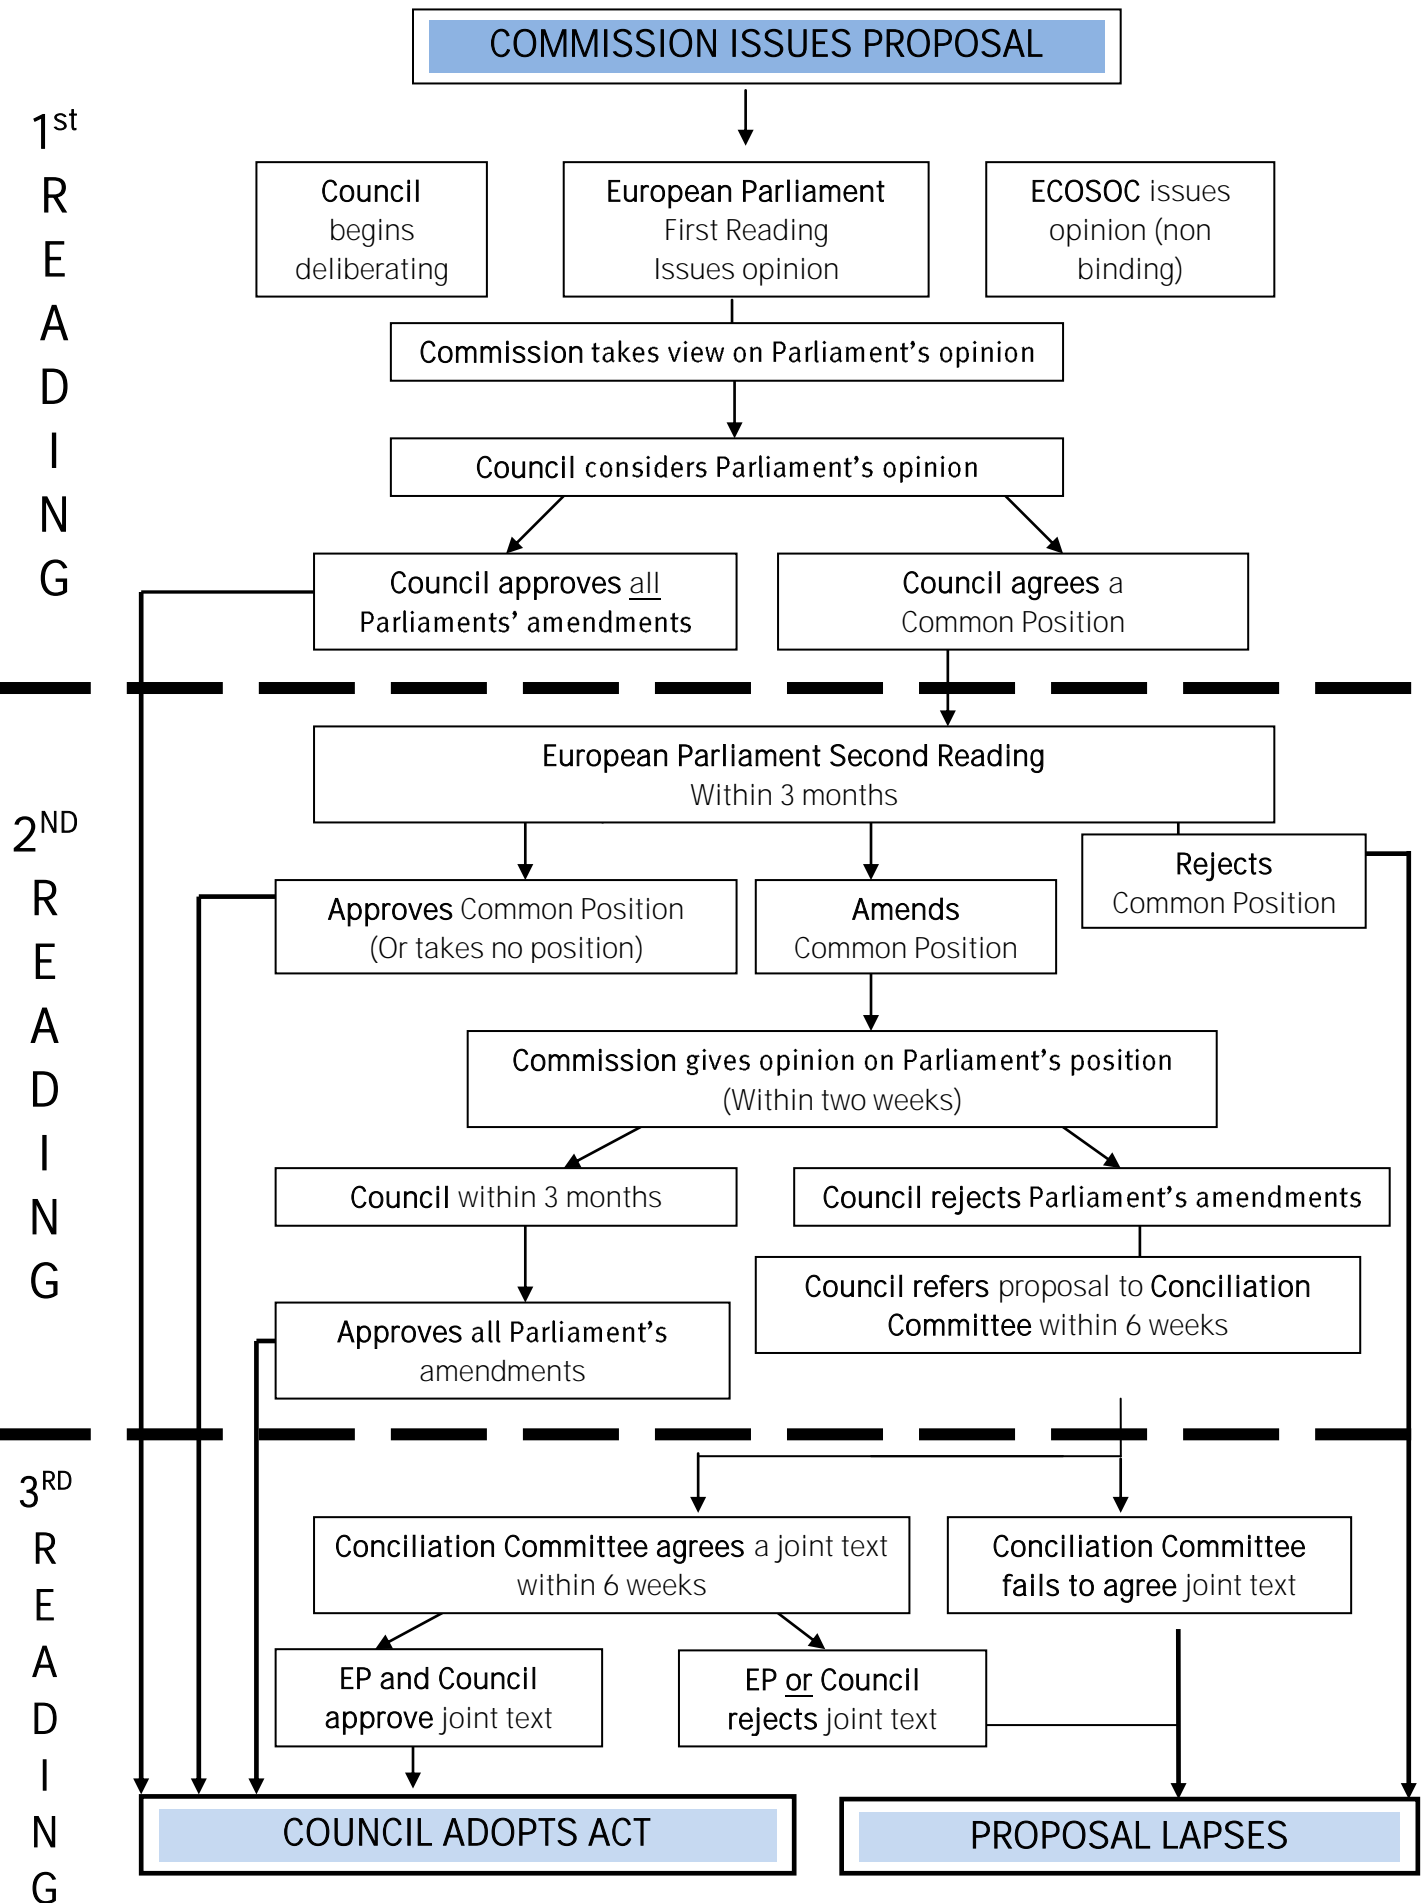 COMMISSION ISSUES PROPOSAL
1st
R
E
A
D
I
N
G
Council
begins
deliberating
European Parliament
First Reading
Issues opinion
ECOSOC issues
opinion (non
binding)
Commission takes view on Parliament's opinion
Council considers Parliament's opinion
Council approves all
Parliaments' amendments
Council agrees a
Common Position
2ND
R
E
A
D
I
N
G
European Parliament Second Reading
Within 3 months
Approves Common Position
(Or takes no position)
Amends
Common Position
Rejects
Common Position
Commission gives opinion on Parliament's position
(Within two weeks)
Council within 3 months
Council rejects Parliament's amendments
Approves all Parliament's
amendments
Council refers proposal to Conciliation
Committee within 6 weeks
3RD
R
E
A
D
I
N
G
Conciliation Committee agrees a joint text
within 6 weeks
Conciliation Committee
fails to agree joint text
EP and Council
approve joint text
EP or Council
rejects joint text
COUNCIL ADOPTS ACT
PROPOSAL LAPSES